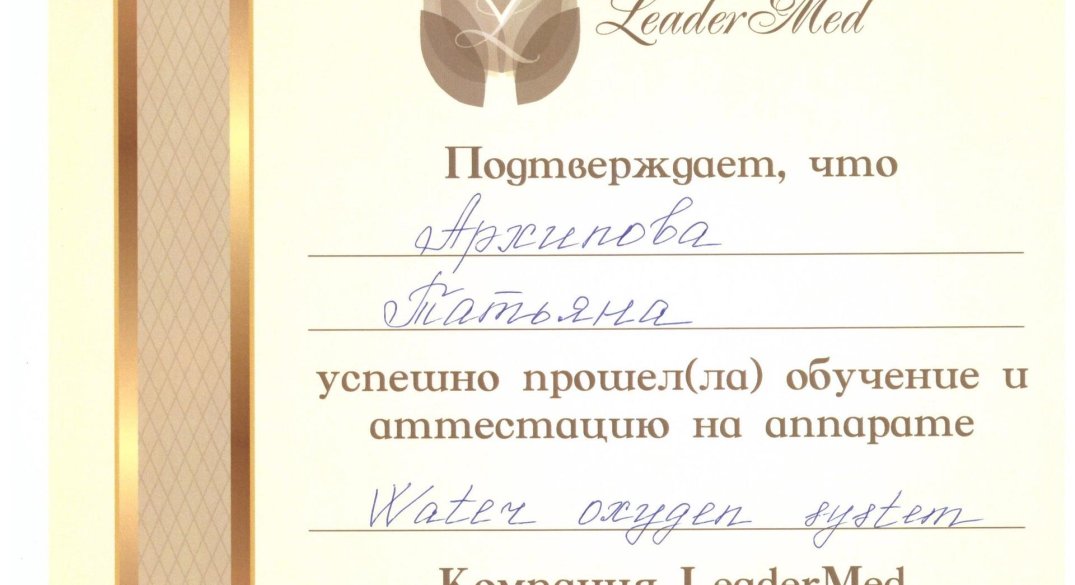 LeaderMed
Подтверждает, что
Архипова
Татьяна
успешно прошел(ла) обучение и
аттестацию на аппарате
Water oxygen system
Компания LeaderMed